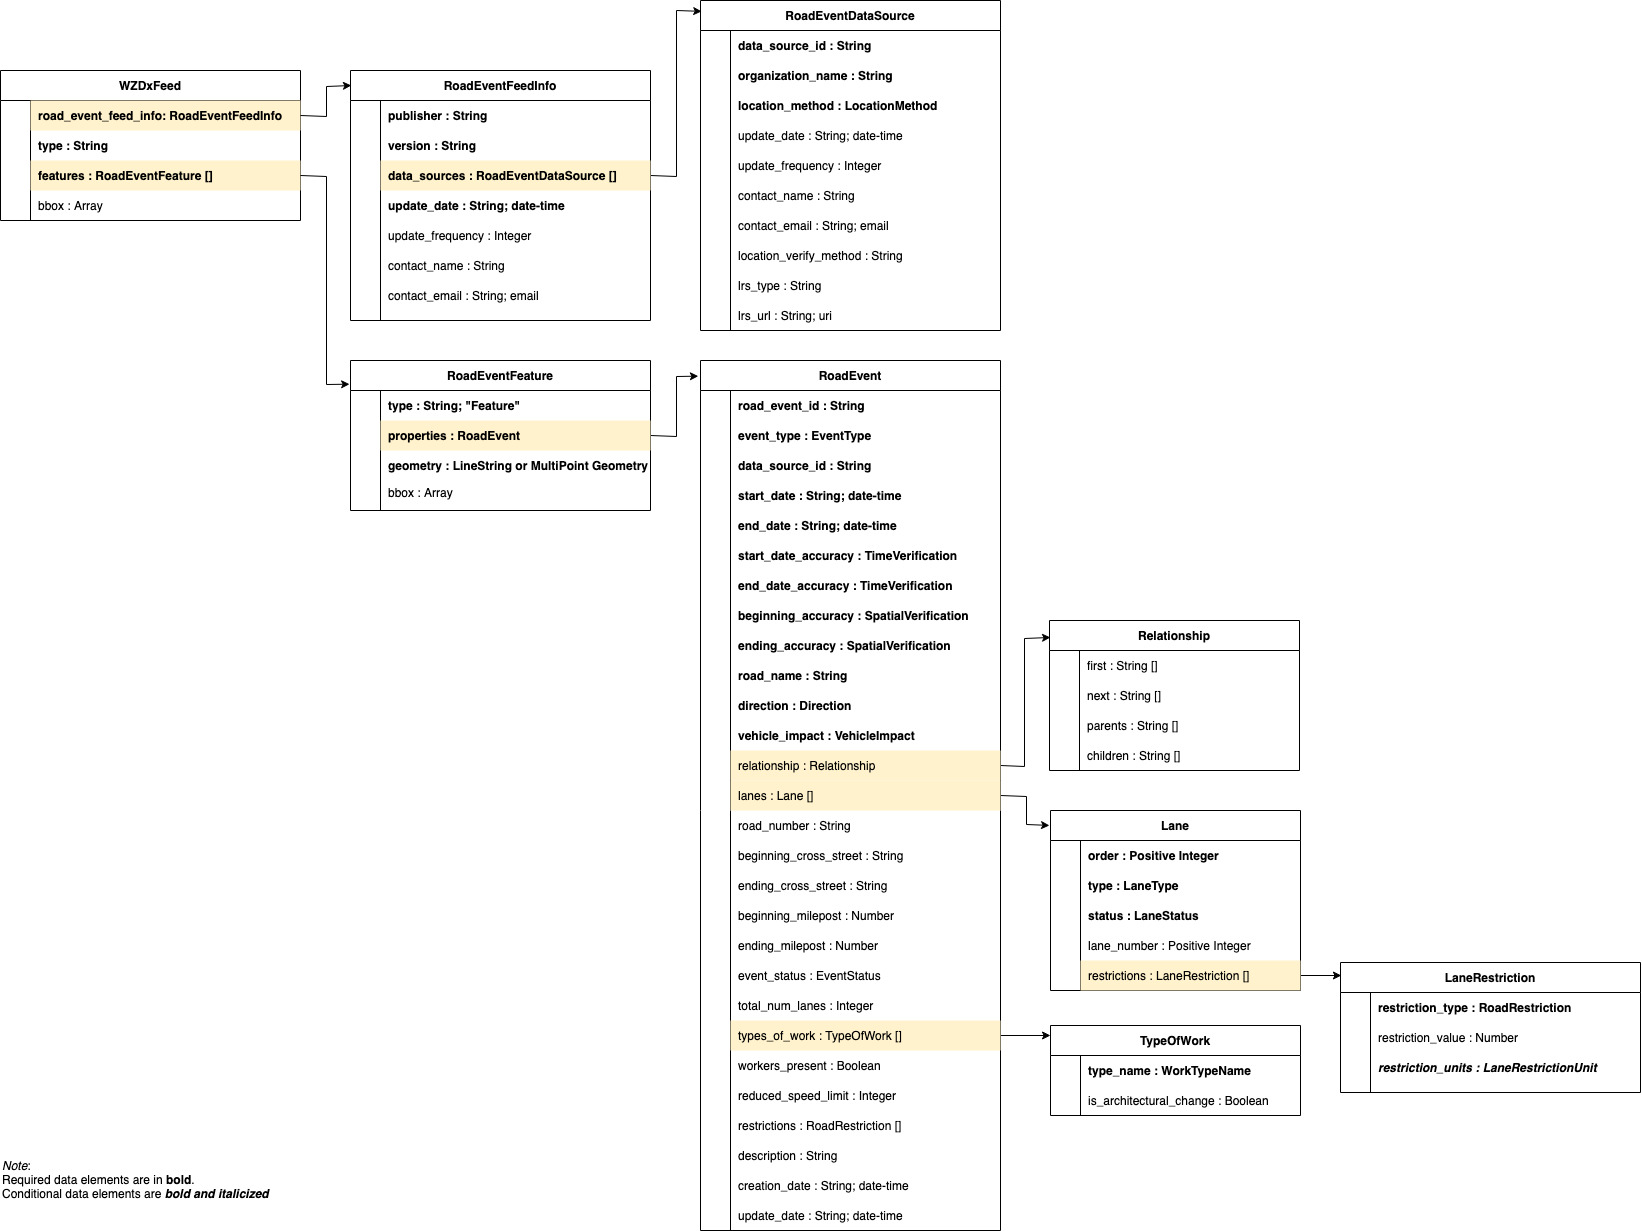 WZDxFeed
road_event_feed_info: RoadEventFeedInfo
type : String
features : RoadEventFeature []
bbox : Array
RoadEventFeedInfo
publisher : String
version : String
data_sources : RoadEventDataSource []
update_date : String; date-time
update_frequency : Integer
contact_name : String
contact_email : String; email
RoadEventDataSource
data_source_id : String
organization_name : String
location_method : LocationMethod
update_date : String; date-time
update_frequency : Integer
contact_name : String
contact_email : String; email
location_verify_method : String
lrs_type : String
lrs_url : String; uri
RoadEventFeature
type : String; "Feature"
properties : RoadEvent
geometry : LineString or MultiPoint Geometry
bbox : Array
RoadEvent
road_event_id : String
event_type : EventType
data_source_id : String
start_date : String; date-time
end_date : String; date-time
start_date_accuracy : TimeVerification
end_date_accuracy : TimeVerification
beginning_accuracy : SpatialVerification
ending_accuracy : SpatialVerification
road_name : String
direction : Direction
vehicle_impact : VehicleImpact
relationship : Relationship
lanes : Lane []
road_number : String
beginning_cross_street : String
ending_cross_street : String
beginning_milepost : Number
ending_milepost : Number
event_status : EventStatus
total_num_lanes : Integer
types_of_work : TypeOfWork []
workers_present : Boolean
reduced_speed_limit : Integer
restrictions : RoadRestriction []
description : String
creation_date : String; date-time
update_date : String; date-time
Relationship
first : String []
next : String []
parents : String []
children : String []
Lane
order : Positive Integer
type : LaneType
status : LaneStatus
lane_number : Positive Integer
restrictions : LaneRestriction []
LaneRestriction
restriction_type : RoadRestriction
restriction_value : Number
restriction_units : LaneRestrictionUnit
TypeOfWork
type_name : WorkTypeName
is_architectural_change : Boolean
Note:
Required data elements are in bold.
Conditional data elements are bold and italicized